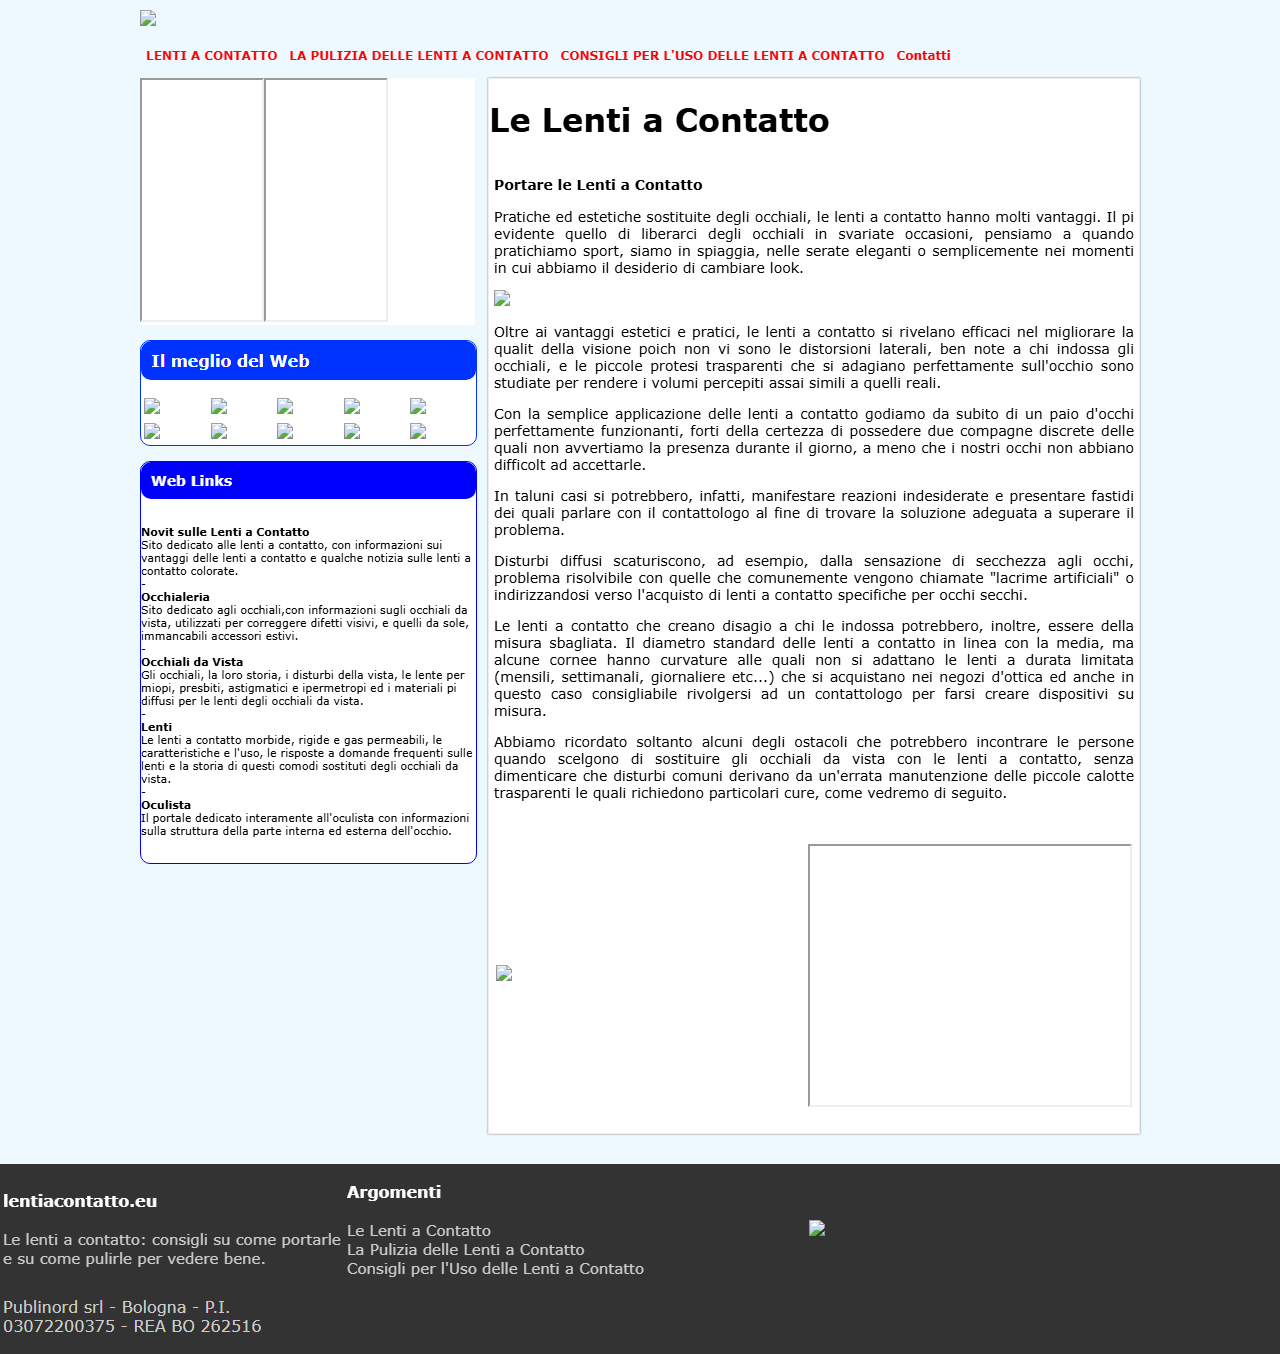 LENTI A CONTATTO LA PULIZIA DELLE LENTI A CONTATTO CONSIGLI PER L'USO DELLE LENTI A CONTATTO Contatti
Il meglio del Web
Web Links
Novit sulle Lenti a Contatto
Sito dedicato alle lenti a contatto, con informazioni sui
vantaggi delle lenti a contatto e qualche notizia sulle lenti a
contatto colorate.
-
Occhialeria
Sito dedicato agli occhiali,con informazioni sugli occhiali da
vista, utilizzati per correggere difetti visivi, e quelli da sole,
immancabili accessori estivi.
-
Occhiali da Vista
Gli occhiali, la loro storia, i disturbi della vista, le lente per
miopi, presbiti, astigmatici e ipermetropi ed i materiali pi
diffusi per le lenti degli occhiali da vista.
-
Lenti
Le lenti a contatto morbide, rigide e gas permeabili, le
caratteristiche e l'uso, le risposte a domande frequenti sulle
lenti e la storia di questi comodi sostituti degli occhiali da
vista.
-
Oculista
Il portale dedicato interamente all'oculista con informazioni
sulla struttura della parte interna ed esterna dell'occhio.
Le Lenti a Contatto
Portare le Lenti a Contatto
Pratiche ed estetiche sostituite degli occhiali, le lenti a contatto hanno molti vantaggi. Il pi
evidente quello di liberarci degli occhiali in svariate occasioni, pensiamo a quando
pratichiamo sport, siamo in spiaggia, nelle serate eleganti o semplicemente nei momenti
in cui abbiamo il desiderio di cambiare look.
Oltre ai vantaggi estetici e pratici, le lenti a contatto si rivelano efficaci nel migliorare la
qualit della visione poich non vi sono le distorsioni laterali, ben note a chi indossa gli
occhiali, e le piccole protesi trasparenti che si adagiano perfettamente sull'occhio sono
studiate per rendere i volumi percepiti assai simili a quelli reali.
Con la semplice applicazione delle lenti a contatto godiamo da subito di un paio d'occhi
perfettamente funzionanti, forti della certezza di possedere due compagne discrete delle
quali non avvertiamo la presenza durante il giorno, a meno che i nostri occhi non abbiano
difficolt ad accettarle.
In taluni casi si potrebbero, infatti, manifestare reazioni indesiderate e presentare fastidi
dei quali parlare con il contattologo al fine di trovare la soluzione adeguata a superare il
problema.
Disturbi diffusi scaturiscono, ad esempio, dalla sensazione di secchezza agli occhi,
problema risolvibile con quelle che comunemente vengono chiamate "lacrime artificiali" o
indirizzandosi verso l'acquisto di lenti a contatto specifiche per occhi secchi.
Le lenti a contatto che creano disagio a chi le indossa potrebbero, inoltre, essere della
misura sbagliata. Il diametro standard delle lenti a contatto in linea con la media, ma
alcune cornee hanno curvature alle quali non si adattano le lenti a durata limitata
(mensili, settimanali, giornaliere etc...) che si acquistano nei negozi d'ottica ed anche in
questo caso consigliabile rivolgersi ad un contattologo per farsi creare dispositivi su
misura.
Abbiamo ricordato soltanto alcuni degli ostacoli che potrebbero incontrare le persone
quando scelgono di sostituire gli occhiali da vista con le lenti a contatto, senza
dimenticare che disturbi comuni derivano da un'errata manutenzione delle piccole calotte
trasparenti le quali richiedono particolari cure, come vedremo di seguito.
lentiacontatto.eu
Le lenti a contatto: consigli su come portarle
e su come pulirle per vedere bene.
Publinord srl - Bologna - P.I.
03072200375 - REA BO 262516
Argomenti
Le Lenti a Contatto
La Pulizia delle Lenti a Contatto
Consigli per l'Uso delle Lenti a Contatto